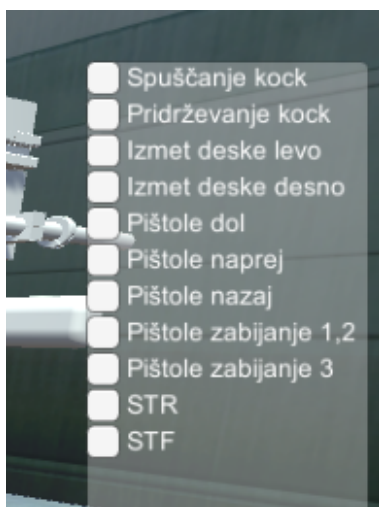 Spuščanje kock
Pridrževanje kock
Izmet deske levo
Izmet deske desno
Pištole dol
Pištole naprej
Pištole nazaj
Pištole zabijanje 1,2
Pištole zabijanje 3
STR
STF